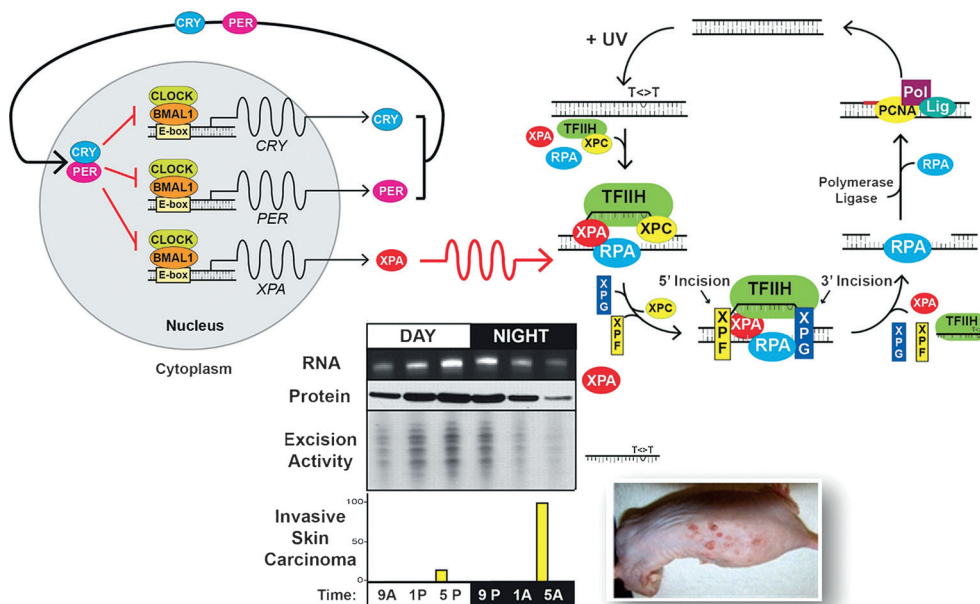 CRY PER
CLOCK
BMAL1
E-box
CRY
CRY
CRY
PER
CLOCK
BMAL1
E-box
PER
PER
CLOCK
BMAL1
E-box
XPA
XPA
Nucleus
Cytoplasm
+ UV
T<>T
XPA
TFIIH
XPC
RPA
TFIIH
XPA
XPC
RPA
XPG
XPF
XPC
5' Incision
3' Incision
TFIIH
XPF
XPA
RPA
XPG
XPA
XPG
XPF
TFIIH
RPA
Polymerase
Ligase
RPA
Pol
PCNA
Lig
DAY NIGHT
RNA
Protein
Excision
Activity
XPA
T<>T
Invasive
Skin
Carcinoma
100
50
0
Time: 9A 1P 5P 9P 1A 5A